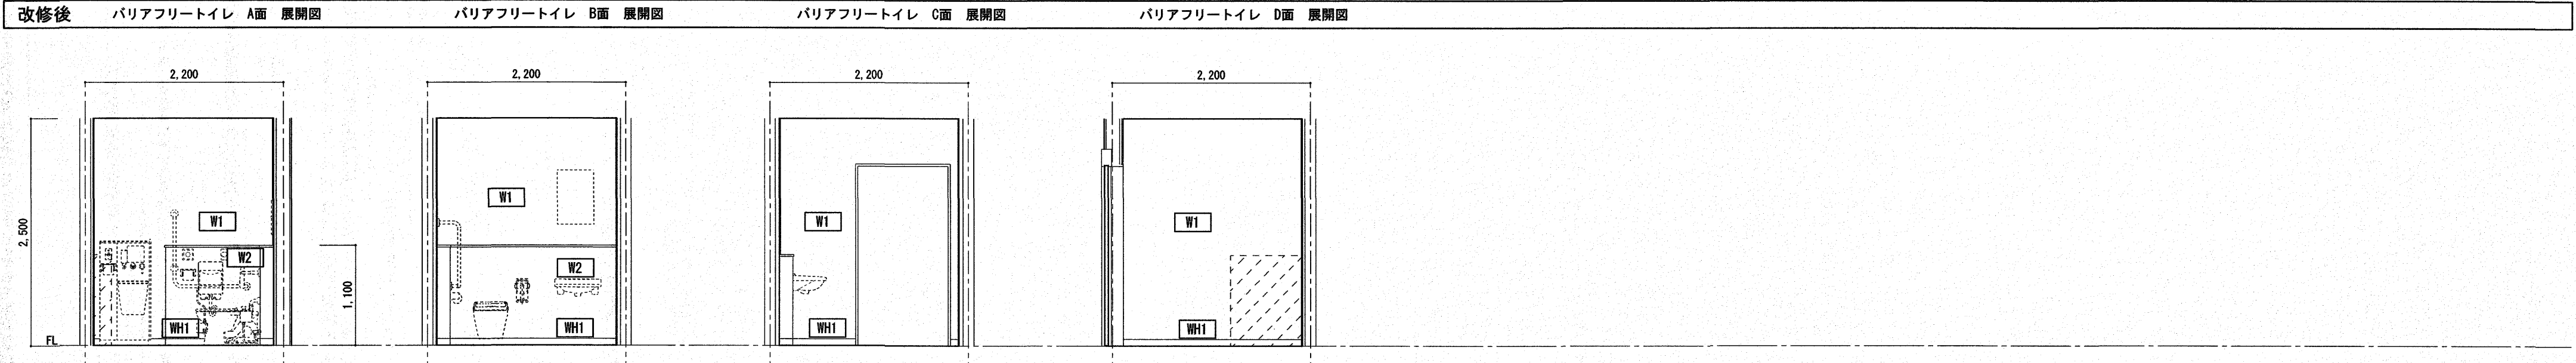 改修後 バリアフリートイレ A面 展開図 バリアフリートイレ B面 展開図 バリアフリートイレ C面 展開図 バリアフリートイレ D面 展開図
2,200 2,200 2,200 2,200
2,500
W1
W2
WH1
FL
1,100
W1
W2
WH1
W1
WH1
W1
WH1